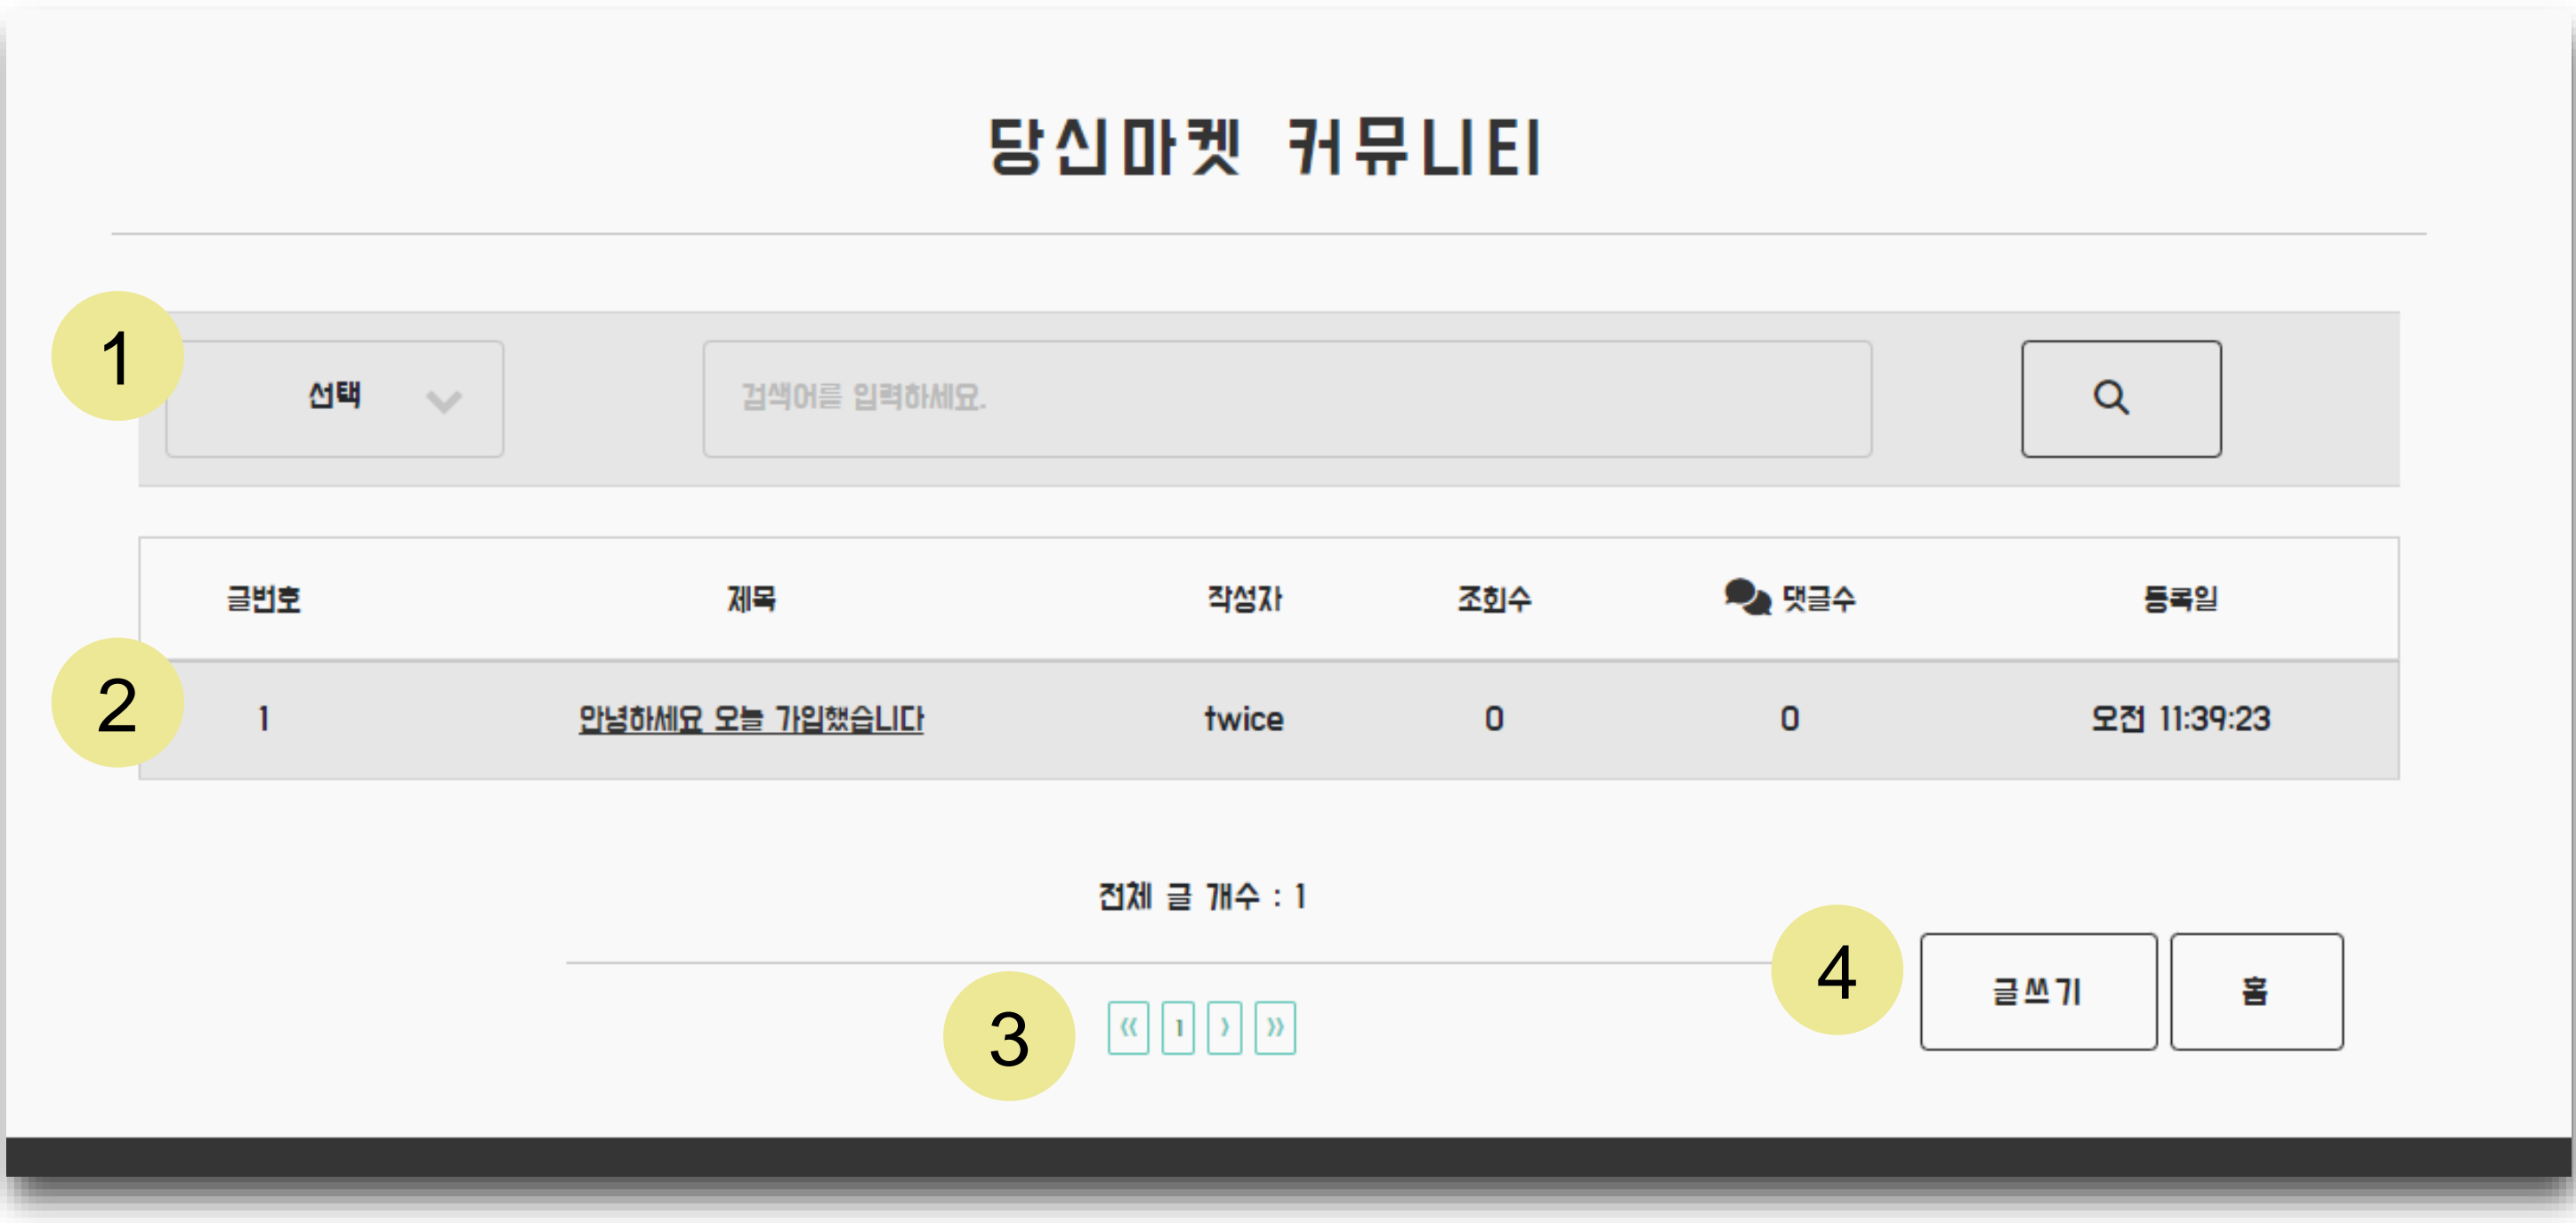 당신마켓 커뮤니티
1
선택 검색어를 입력하세요.
글번호 제목 작성자 조회수 댓글수 등록일
2
1 안녕하세요 오늘 가입했습니다 twice 0 0 오전 11:39:23
전체 글 개수 : 1
4
글쓰기 홈
3
« 1 › »